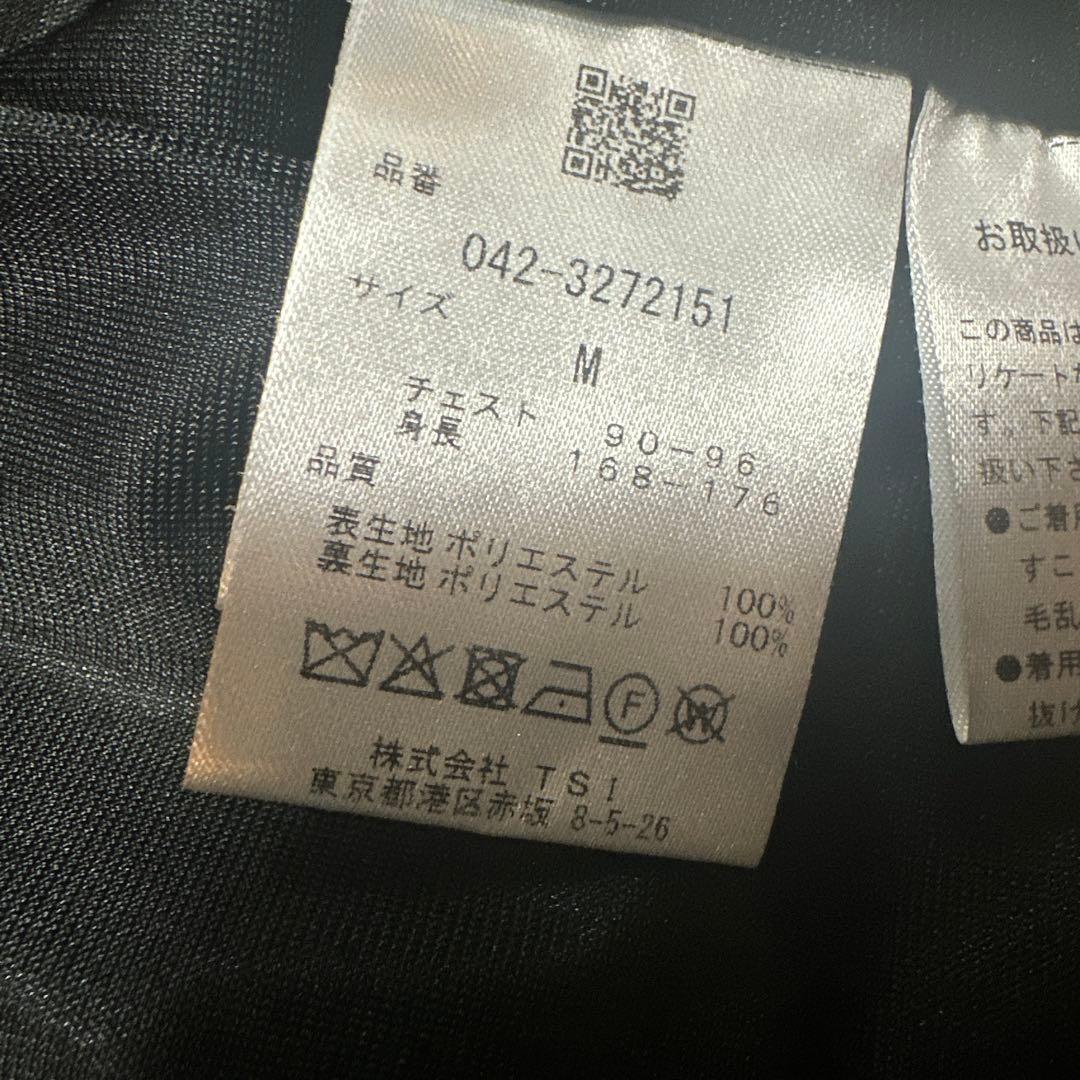 品番
042-3272151
サイズ
M
チェスト 90-96
身長 168-176
品質
表生地 ポリエステル 100%
裏生地 ポリエステル 100%
F
W
株式会社 TSI
東京都港区赤坂 8-5-26
お取扱い
この商品は
リケートな
す。下記
扱い下さ
●ご着用
すこ
毛乱
●着用
抜け